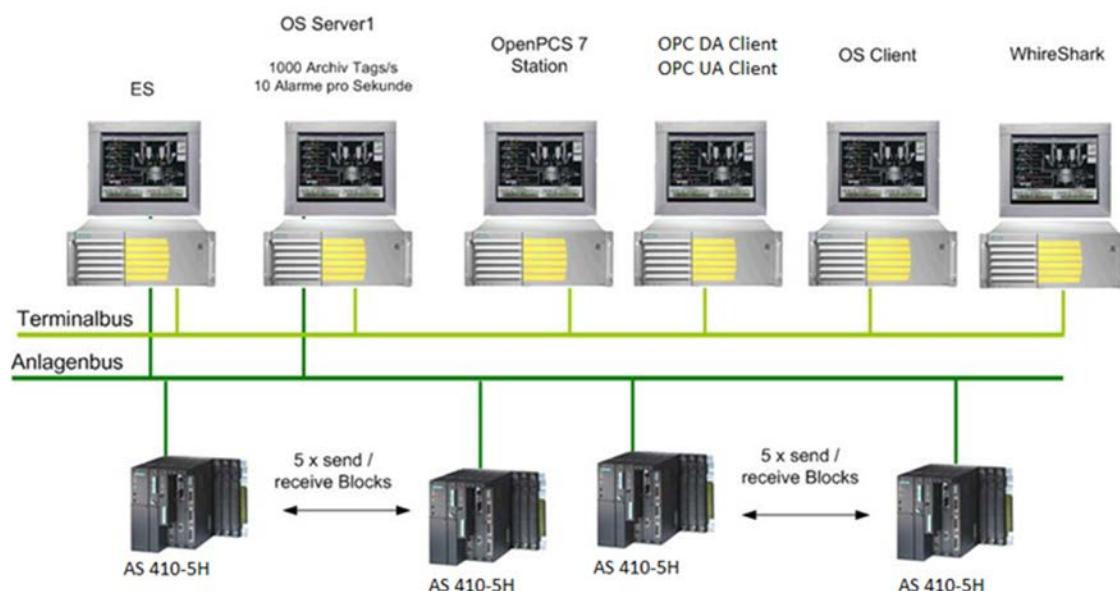 OS Server1
1000 Archiv Tags/s
10 Alarme pro Sekunde
ES
OpenPCS 7
Station
OPC DA Client
OPC UA Client
OS Client
WhireShark
Terminalbus
Anlagenbus
5 x send /
receive Blocks
5 x send /
receive Blocks
AS 410-5H
AS 410-5H
AS 410-5H
AS 410-5H